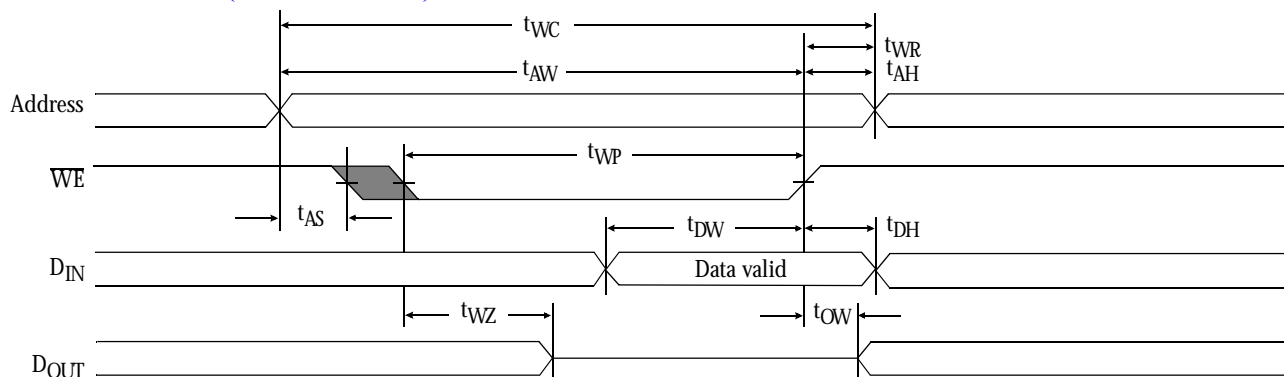 tWC
tWR
tAW
tAH
Address
tWP
WE
tAS
tDW
tDH
DIN
Data valid
tWZ
tOW
DOUT